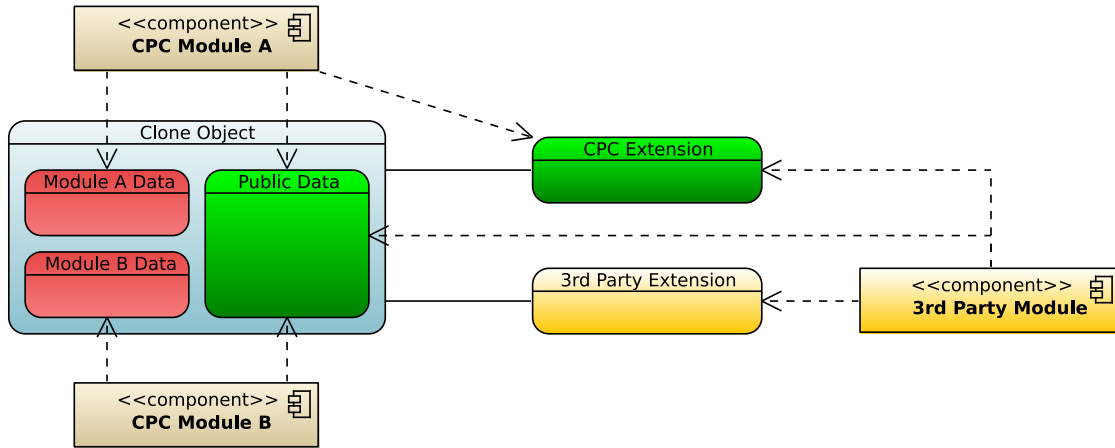 <<component>>
CPC Module A
Clone Object
Module A Data
Public Data
Module B Data
CPC Extension
3rd Party Extension
<<component>>
3rd Party Module
<<component>>
CPC Module B